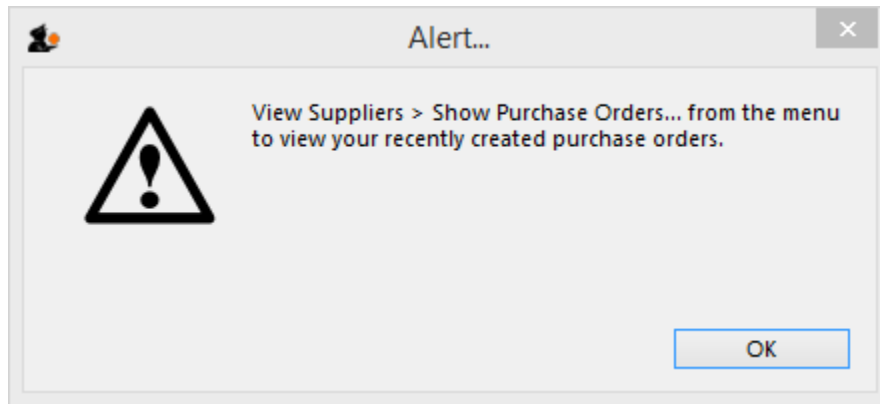 Alert...
View Suppliers > Show Purchase Orders... from the menu
to view your recently created purchase orders.
OK